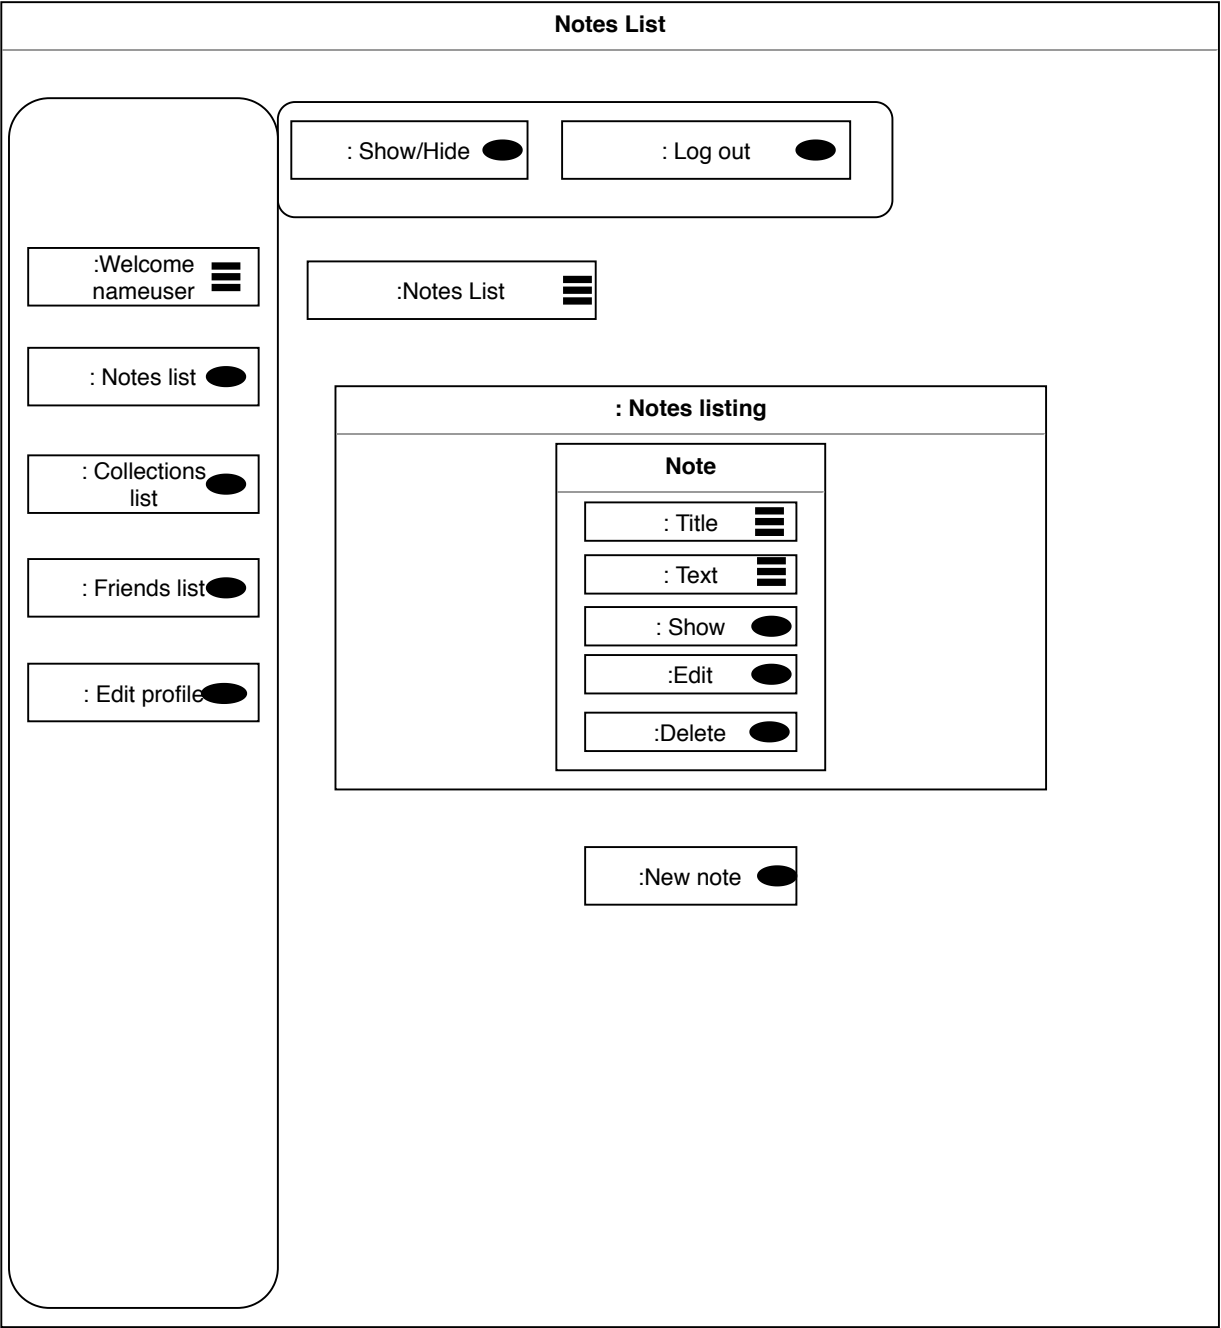 Notes List
: Show/Hide
: Log out
:Welcome
nameuser
: Notes list
: Collections
list
: Friends list
: Edit profile
:Notes List
: Notes listing
Note
: Title
: Text
: Show
:Edit
:Delete
:New note